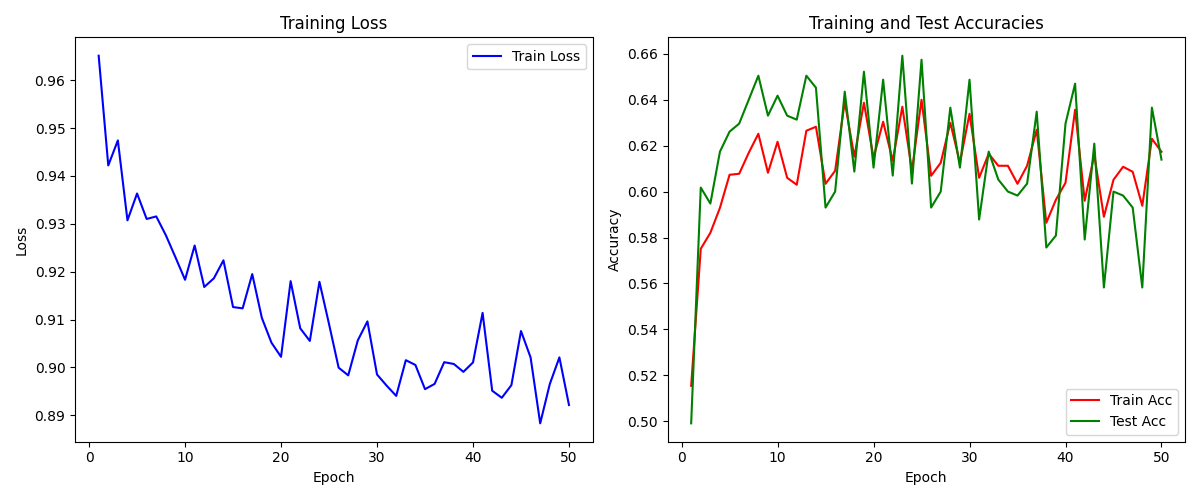 Training Loss
Train Loss
0.96
0.95
0.94
0.93
0.92
0.91
0.90
0.89
Loss
0 10 20 30 40 50
Epoch
Training and Test Accuracies
0.66
0.64
0.62
0.60
0.58
0.56
0.54
0.52
0.50
Accuracy
Train Acc
Test Acc
0 10 20 30 40 50
Epoch